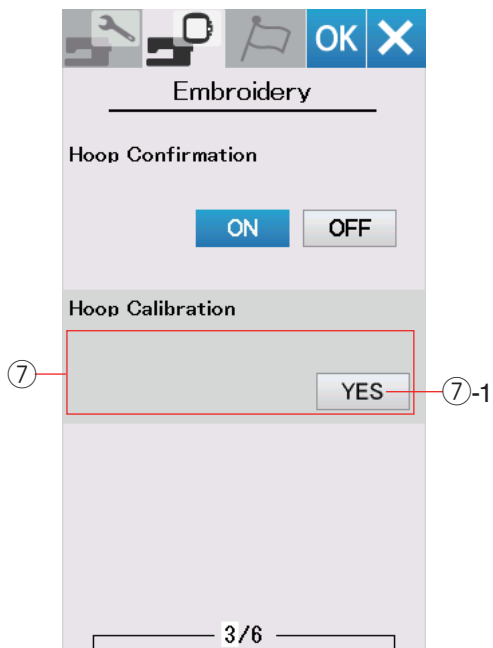 OK
Embroidery
Hoop Confirmation
ON OFF
Hoop Calibration
⑦
YES ⑦-1
3/6